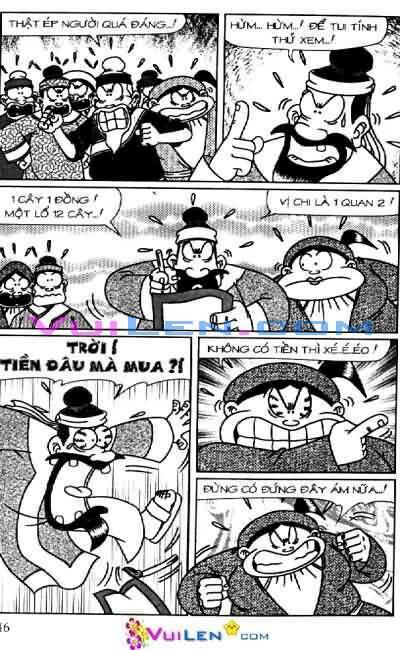 THẬT ÉP NGƯỜI QUÁ ĐÁNG..!
HỪM... HỪM..! ĐỂ TUI TÍNH
THỬ XEM..!
1 CÂY 1 ĐỒNG!
MỘT LỐ 12 CÂY..!
VỊ CHI LÀ 1 QUAN 2!
VUILEN.COM
TRỜI!
TIỀN ĐÂU MÀ MUA?!
KHÔNG CÓ TIỀN THÌ XÉ.É.ÉO!
ĐỪNG CÓ ĐỨNG ĐÂY ÁM NỮA...!
46
VUILEN.COM